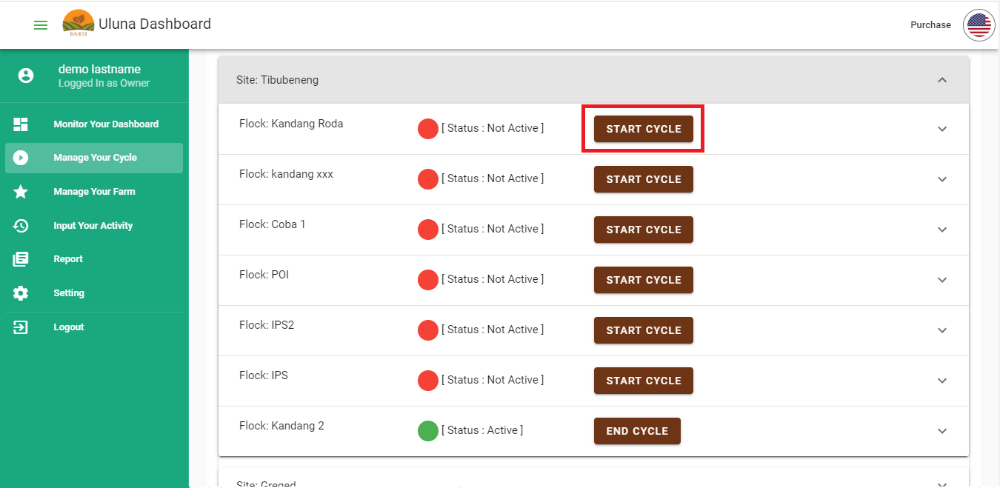 BAKU
Uluna Dashboard
Purchase
demo lastname
Logged In as Owner
Monitor Your Dashboard
Manage Your Cycle
Manage Your Farm
Input Your Activity
Report
Setting
Logout
Site: Tibubeneng
Flock: Kandang Roda [ Status : Not Active ] START CYCLE
Flock: kandang xxx [ Status : Not Active ] START CYCLE
Flock: Coba 1 [ Status : Not Active ] START CYCLE
Flock: POI [ Status : Not Active ] START CYCLE
Flock: IPS2 [ Status : Not Active ] START CYCLE
Flock: IPS [ Status : Not Active ] START CYCLE
Flock: Kandang 2 [ Status : Active ] END CYCLE
Site: Greged